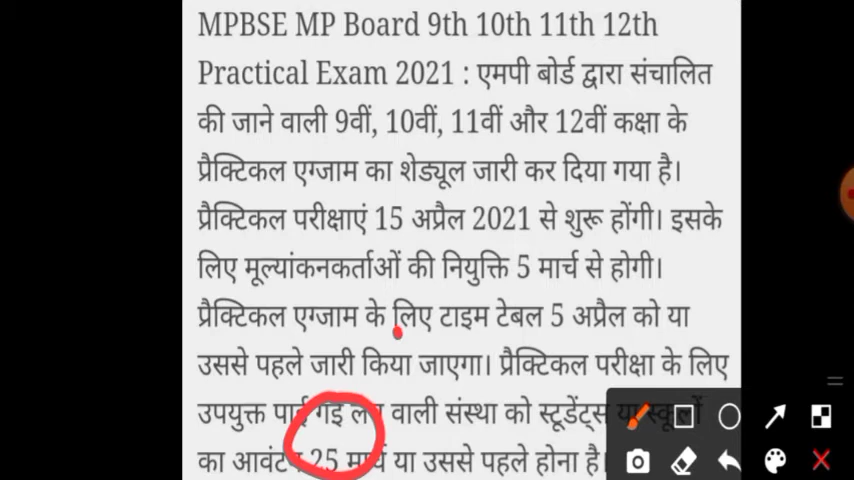 MPBSE MP Board 9th 10th 11th 12th
Practical Exam 2021 : एमपी बोर्ड द्वारा संचालित
की जाने वाली 9वीं, 10वीं, 11वीं और 12वीं कक्षा के
प्रैक्टिकल एग्जाम का शेड्यूल जारी कर दिया गया है।
प्रैक्टिकल परीक्षाएं 15 अप्रैल 2021 से शुरू होंगी। इसके
लिए मूल्यांकनकर्ताओं की नियुक्ति 5 मार्च से होगी।
प्रैक्टिकल एग्जाम के लिए टाइम टेबल 5 अप्रैल को या
उससे पहले जारी किया जाएगा। प्रैक्टिकल परीक्षा के लिए
उपयुक्त पाई गई लैब वाली संस्था को स्टूडेंट्स या स्कूलों
का आवंटन 25 मार्च या उससे पहले होना है।